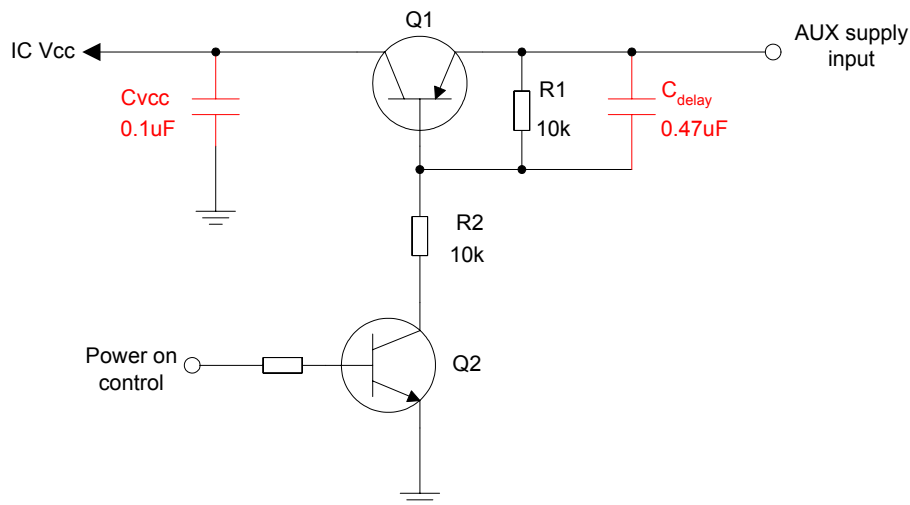 Q1
IC Vcc
AUX supply
input
Cvcc
0.1uF
R1
10k
C_delay
0.47uF
R2
10k
Power on
control
Q2